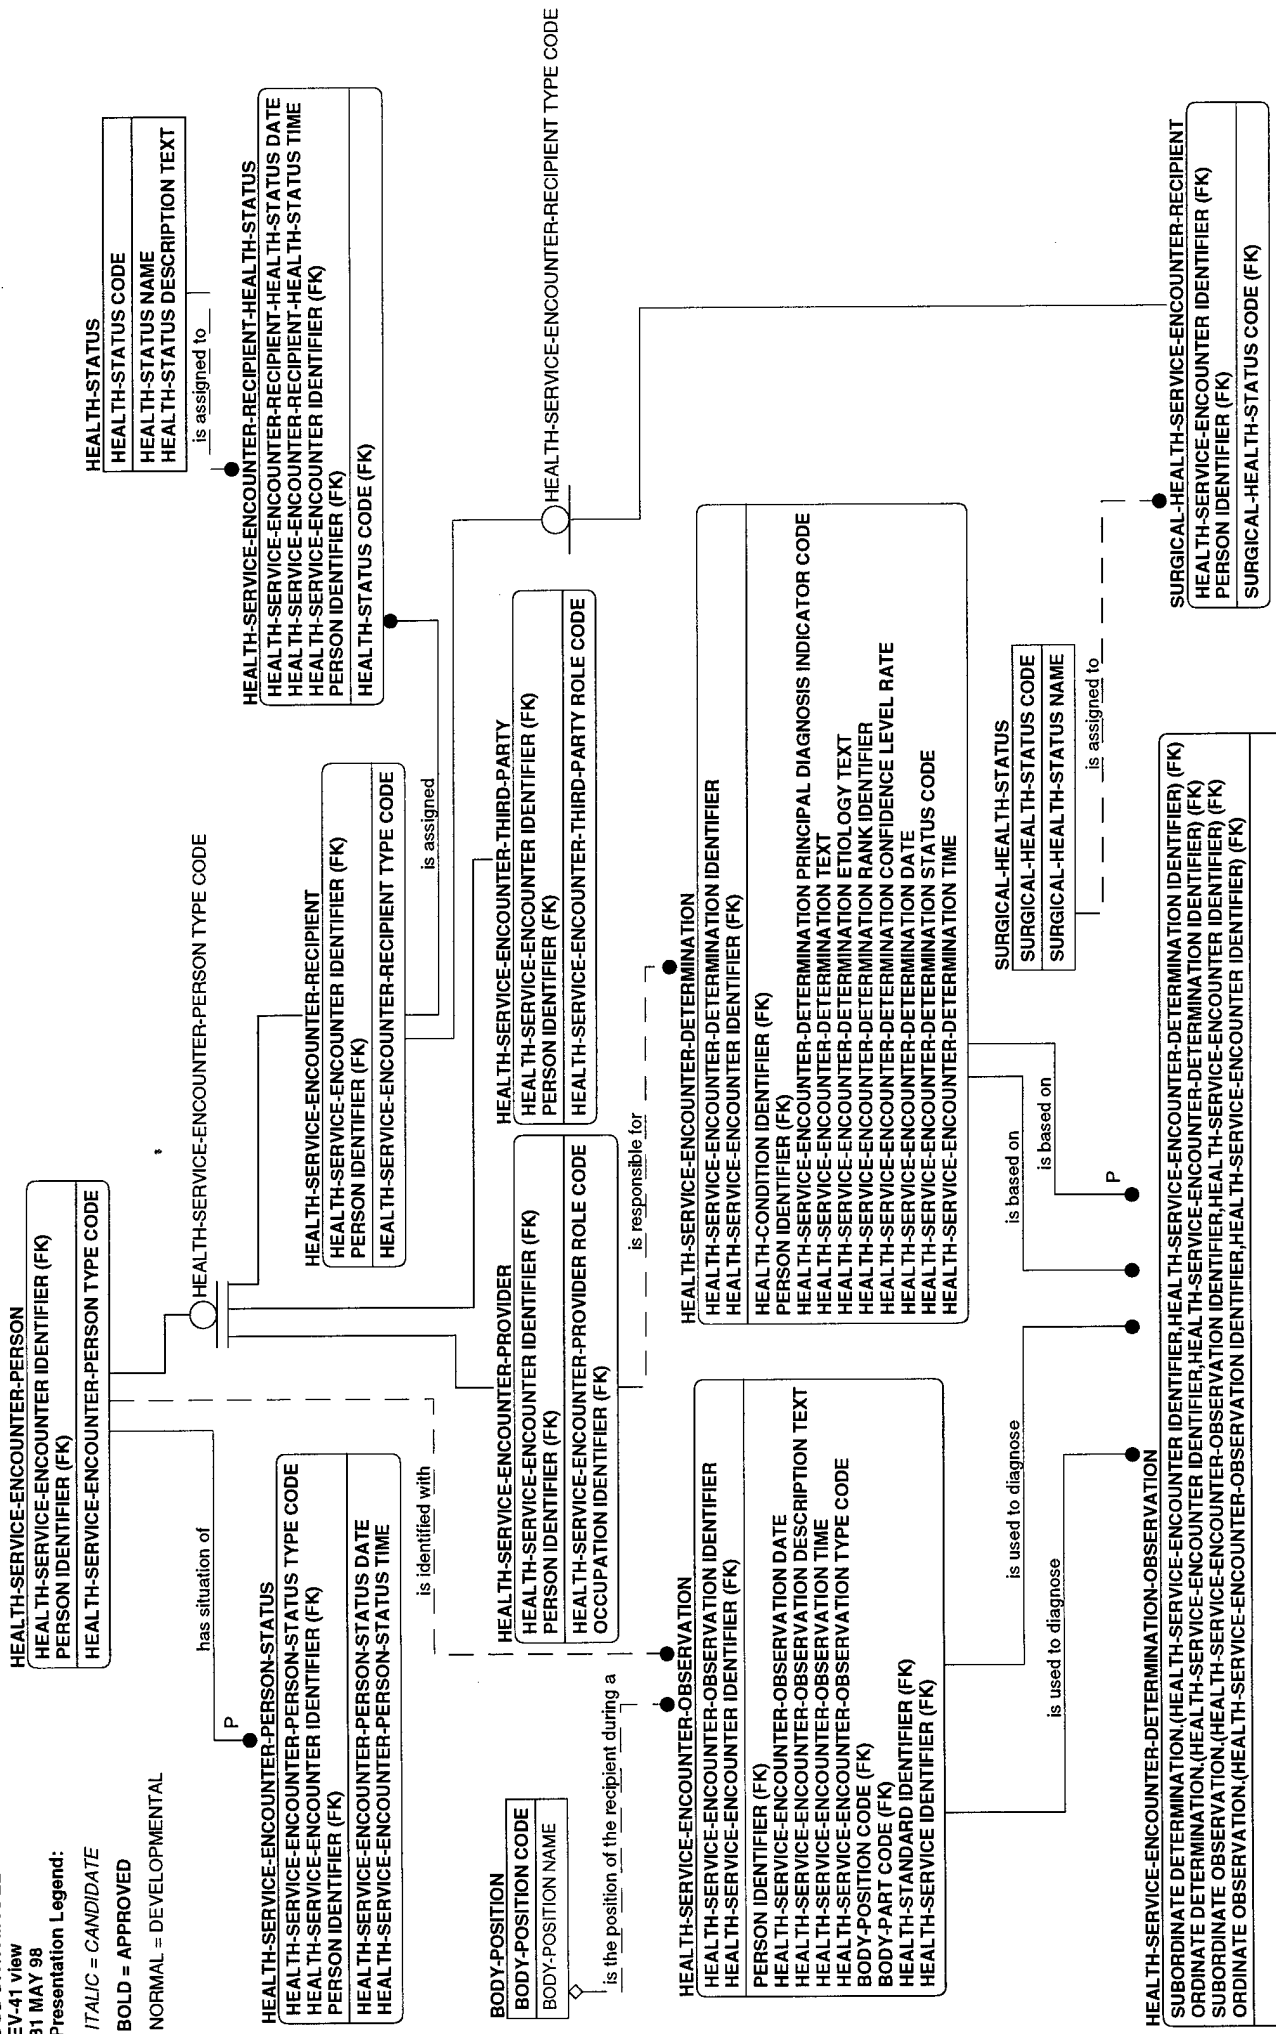 EV-41 view
31 MAY 98
Presentation Legend:
ITALIC = CANDIDATE
BOLD = APPROVED
NORMAL = DEVELOPMENTAL
HEALTH-SERVICE-ENCOUNTER-PERSON
HEALTH-SERVICE-ENCOUNTER IDENTIFIER (FK)
PERSON IDENTIFIER (FK)
HEALTH-SERVICE-ENCOUNTER-PERSON TYPE CODE
has situation of
P
HEALTH-SERVICE-ENCOUNTER-PERSON TYPE CODE
HEALTH-STATUS
HEALTH-STATUS CODE
HEALTH-STATUS NAME
HEALTH-STATUS DESCRIPTION TEXT
is assigned to
HEALTH-SERVICE-ENCOUNTER-PERSON-STATUS
HEALTH-SERVICE-ENCOUNTER-PERSON-STATUS TYPE CODE
HEALTH-SERVICE-ENCOUNTER IDENTIFIER (FK)
PERSON IDENTIFIER (FK)
HEALTH-SERVICE-ENCOUNTER-PERSON-STATUS DATE
HEALTH-SERVICE-ENCOUNTER-PERSON-STATUS TIME
is identified with
HEALTH-SERVICE-ENCOUNTER-RECIPIENT
HEALTH-SERVICE-ENCOUNTER IDENTIFIER (FK)
PERSON IDENTIFIER (FK)
HEALTH-SERVICE-ENCOUNTER-RECIPIENT TYPE CODE
is assigned
HEALTH-SERVICE-ENCOUNTER-RECIPIENT-HEALTH-STATUS
HEALTH-SERVICE-ENCOUNTER-RECIPIENT-HEALTH-STATUS DATE
HEALTH-SERVICE-ENCOUNTER-RECIPIENT-HEALTH-STATUS TIME
HEALTH-SERVICE-ENCOUNTER IDENTIFIER (FK)
PERSON IDENTIFIER (FK)
HEALTH-STATUS CODE (FK)
BODY-POSITION
BODY-POSITION CODE
BODY-POSITION NAME
is the position of the recipient during a
HEALTH-SERVICE-ENCOUNTER-PROVIDER
HEALTH-SERVICE-ENCOUNTER IDENTIFIER (FK)
PERSON IDENTIFIER (FK)
HEALTH-SERVICE-ENCOUNTER-PROVIDER ROLE CODE
OCCUPATION IDENTIFIER (FK)
is responsible for
HEALTH-SERVICE-ENCOUNTER-THIRD-PARTY
HEALTH-SERVICE-ENCOUNTER IDENTIFIER (FK)
PERSON IDENTIFIER (FK)
HEALTH-SERVICE-ENCOUNTER-THIRD-PARTY ROLE CODE
HEALTH-SERVICE-ENCOUNTER-RECIPIENT TYPE CODE
HEALTH-SERVICE-ENCOUNTER-OBSERVATION
HEALTH-SERVICE-ENCOUNTER-OBSERVATION IDENTIFIER
HEALTH-SERVICE-ENCOUNTER IDENTIFIER (FK)
PERSON IDENTIFIER (FK)
HEALTH-SERVICE-ENCOUNTER-OBSERVATION DATE
HEALTH-SERVICE-ENCOUNTER-OBSERVATION DESCRIPTION TEXT
HEALTH-SERVICE-ENCOUNTER-OBSERVATION TIME
HEALTH-SERVICE-ENCOUNTER-OBSERVATION TYPE CODE
BODY-POSITION CODE (FK)
BODY-PART CODE (FK)
HEALTH-STANDARD IDENTIFIER (FK)
HEALTH-SERVICE IDENTIFIER (FK)
is used to diagnose
is used to diagnose
HEALTH-SERVICE-ENCOUNTER-DETERMINATION
HEALTH-SERVICE-ENCOUNTER-DETERMINATION IDENTIFIER
HEALTH-SERVICE-ENCOUNTER IDENTIFIER (FK)
HEALTH-CONDITION IDENTIFIER (FK)
PERSON IDENTIFIER (FK)
HEALTH-SERVICE-ENCOUNTER-DETERMINATION PRINCIPAL DIAGNOSIS INDICATOR CODE
HEALTH-SERVICE-ENCOUNTER-DETERMINATION TEXT
HEALTH-SERVICE-ENCOUNTER-DETERMINATION ETIOLOGY TEXT
HEALTH-SERVICE-ENCOUNTER-DETERMINATION RANK IDENTIFIER
HEALTH-SERVICE-ENCOUNTER-DETERMINATION CONFIDENCE LEVEL RATE
HEALTH-SERVICE-ENCOUNTER-DETERMINATION DATE
HEALTH-SERVICE-ENCOUNTER-DETERMINATION STATUS CODE
HEALTH-SERVICE-ENCOUNTER-DETERMINATION TIME
is based on
is based on
P
SURGICAL-HEALTH-STATUS
SURGICAL-HEALTH-STATUS CODE
SURGICAL-HEALTH-STATUS NAME
is assigned to
SURGICAL-HEALTH-SERVICE-ENCOUNTER-RECIPIENT
HEALTH-SERVICE-ENCOUNTER IDENTIFIER (FK)
PERSON IDENTIFIER (FK)
SURGICAL-HEALTH-STATUS CODE (FK)
HEALTH-SERVICE-ENCOUNTER-DETERMINATION-OBSERVATION
SUBORDINATE DETERMINATION.(HEALTH-SERVICE-ENCOUNTER IDENTIFIER,HEALTH-SERVICE-ENCOUNTER-DETERMINATION IDENTIFIER) (FK)
ORDINATE DETERMINATION.(HEALTH-SERVICE-ENCOUNTER IDENTIFIER,HEALTH-SERVICE-ENCOUNTER-DETERMINATION IDENTIFIER) (FK)
SUBORDINATE OBSERVATION.(HEALTH-SERVICE-ENCOUNTER-OBSERVATION IDENTIFIER,HEALTH-SERVICE-ENCOUNTER IDENTIFIER) (FK)
ORDINATE OBSERVATION.(HEALTH-SERVICE-ENCOUNTER-OBSERVATION IDENTIFIER,HEALTH-SERVICE-ENCOUNTER IDENTIFIER) (FK)